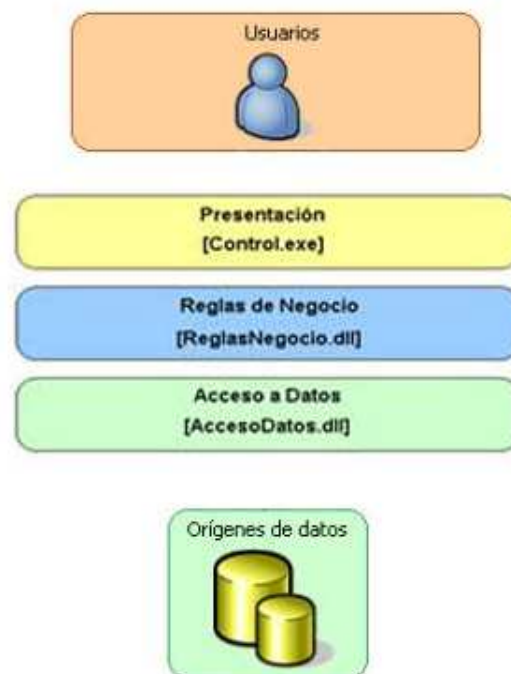 Usuarios
Presentación
[Control.exe]
Reglas de Negocio
[ReglasNegocio.dll]
Acceso a Datos
[AccesoDatos.dll]
Orígenes de datos